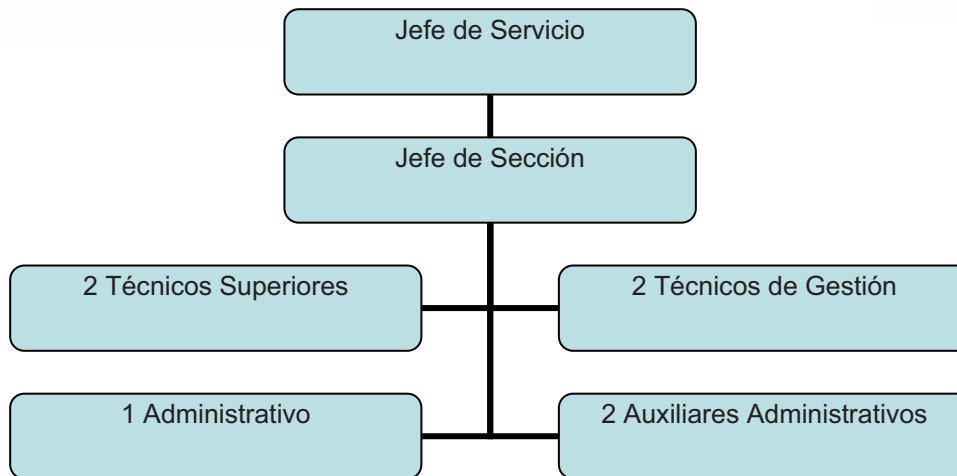 Jefe de Servicio
Jefe de Sección
2 Técnicos Superiores
2 Técnicos de Gestión
1 Administrativo
2 Auxiliares Administrativos